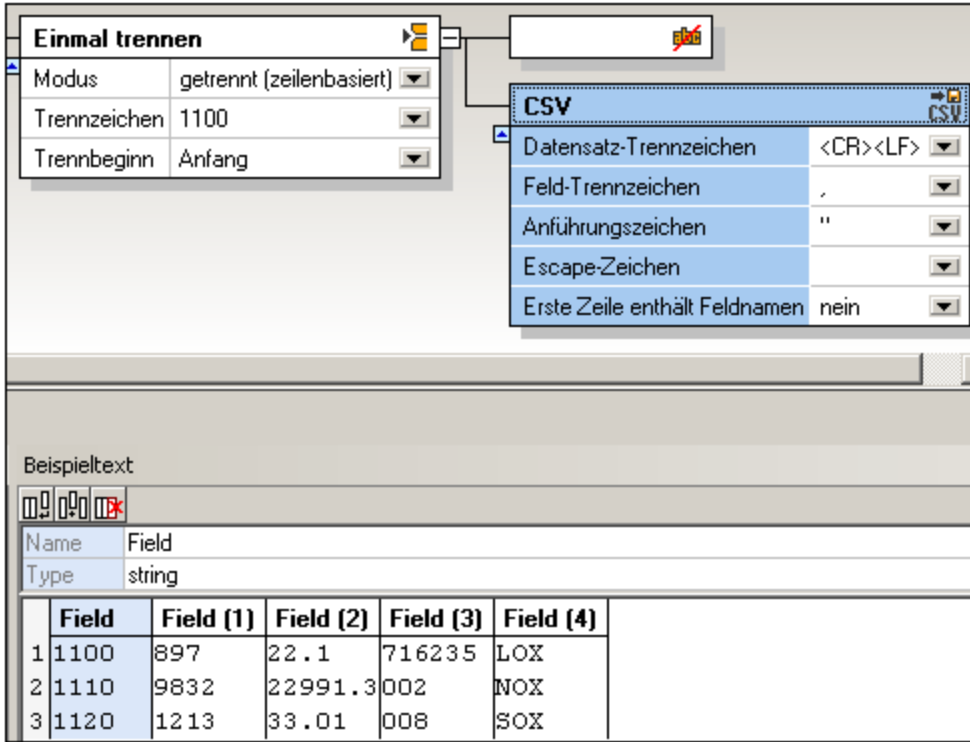 Einmal trennen
Modus getrennt (zeilenbasiert)
Trennzeichen 1100
Trennbeginn Anfang
abc
CSV CSV
Datensatz-Trennzeichen <CR><LF>
Feld-Trennzeichen ,
Anführungszeichen "
Escape-Zeichen
Erste Zeile enthält Feldnamen nein
Beispieltext
Name Field
Type string
Field Field (1) Field (2) Field (3) Field (4)
1 1100 897 22.1 716235 LOX
2 1110 9832 22991.3 002 NOX
3 1120 1213 33.01 008 SOX